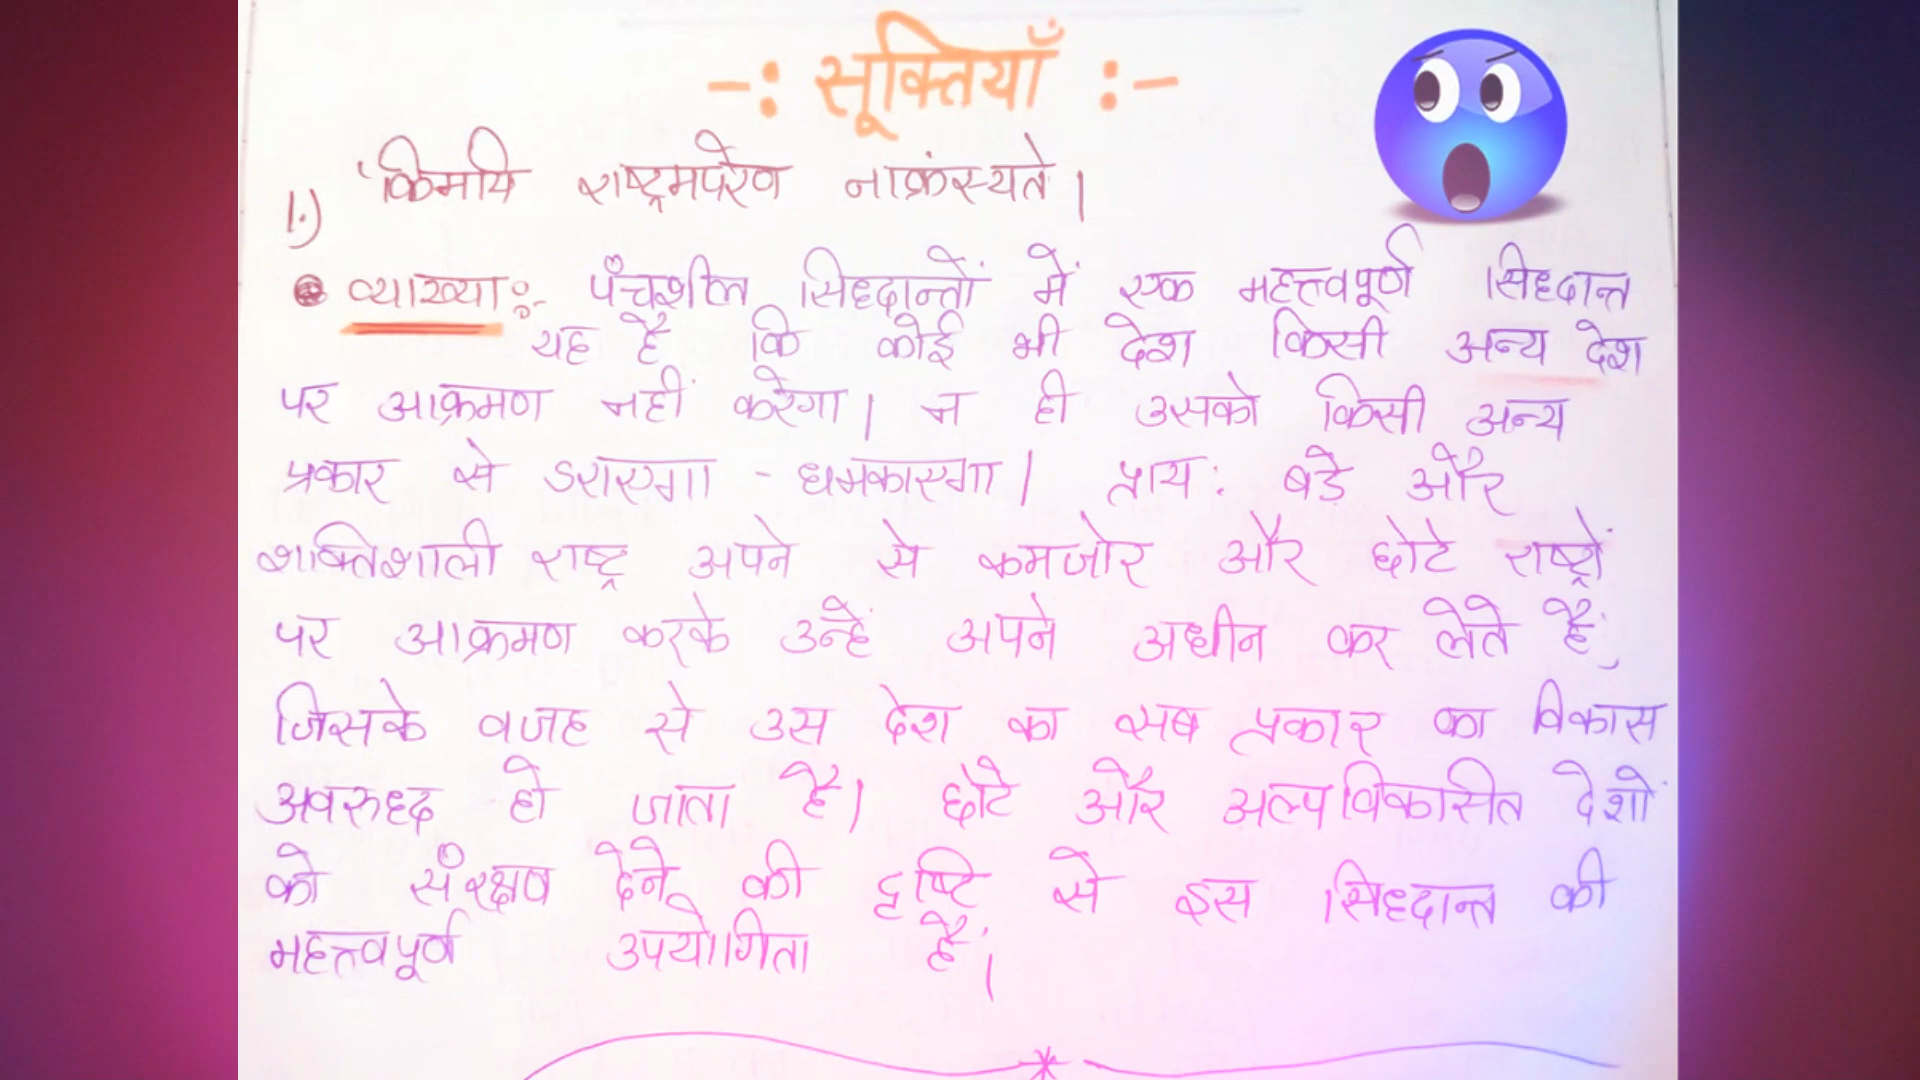 -: सूक्तियाँ :-
1.) 'किमपि राष्ट्रमपरेण नाक्रंस्यते।
व्याख्याः- पँचशील सिध्दान्तों में एक महत्त्वपूर्ण सिध्दान्त
यह है कि कोई भी देश किसी अन्य देश
पर आक्रमण नहीं करेगा। न ही उसको किसी अन्य
प्रकार से डराएगा - धमकाएगा। प्राय: बड़े और
शक्तिशाली राष्ट्र अपने से कमजोर और छोटे राष्ट्रों
पर आक्रमण करके उन्हें अपने अधीन कर लेते हैं,
जिसके वजह से उस देश का सब प्रकार का विकास
अवरुध्द हो जाता है। छोटे और अल्पविकासित देशों
को सँरक्षण देने की दृष्टि से इस सिध्दान्त की
महत्त्वपूर्ण उपयोगिता हैं।